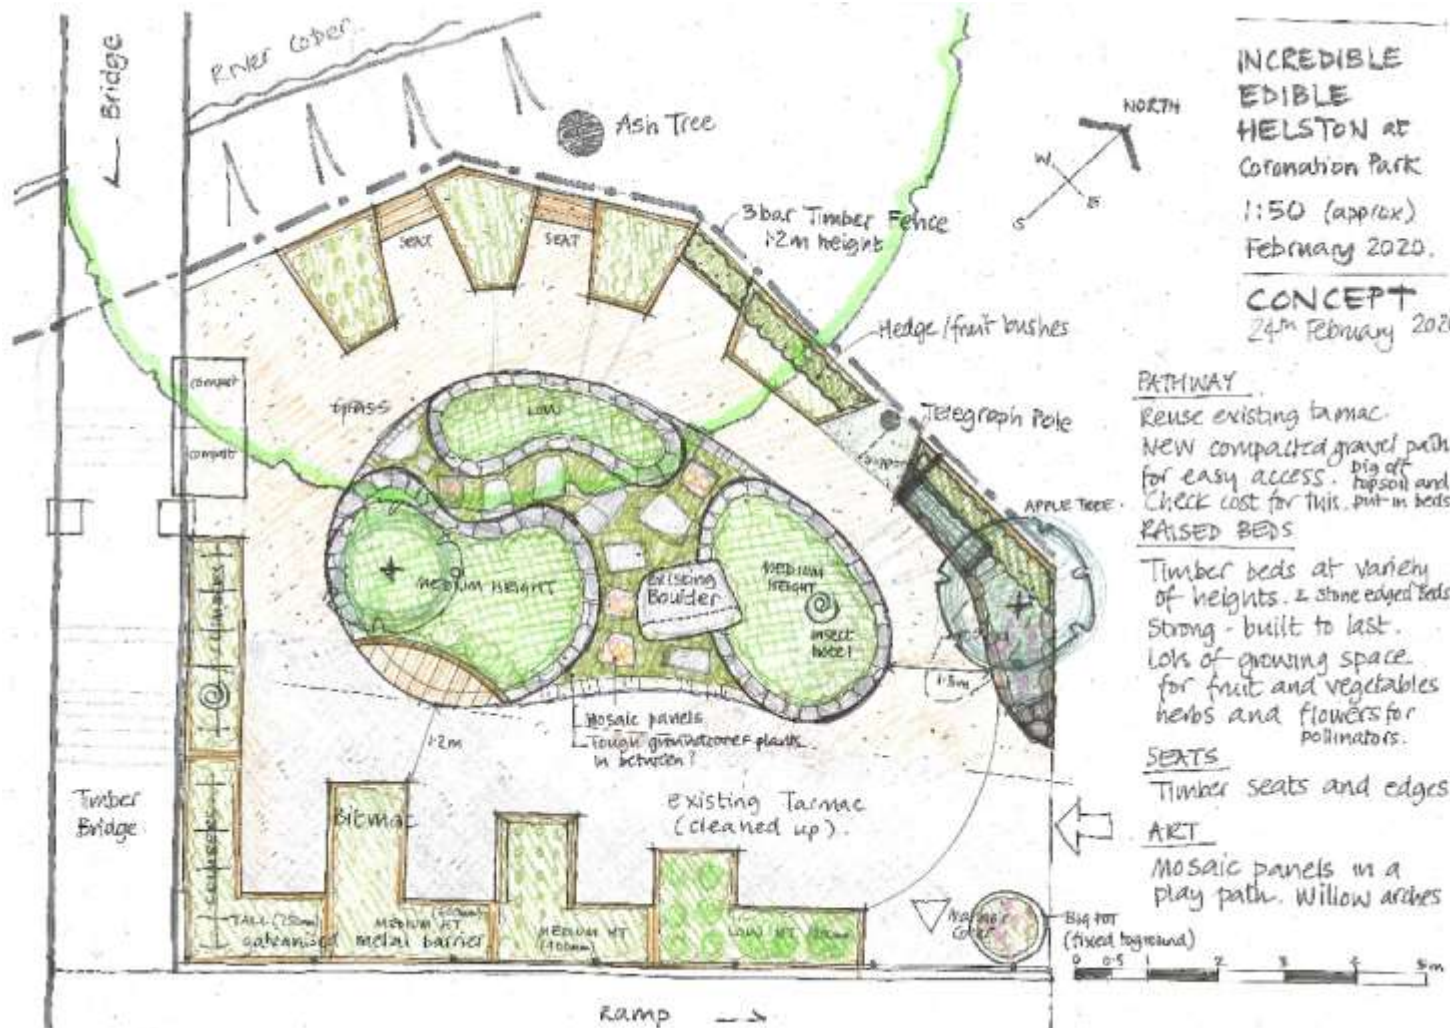 INCREDIBLE
EDIBLE
HELSTON at
Coronation Park
1:50 (approx)
February 2020.
CONCEPT
24th February 202
PATHWAY
Reuse existing tamac.
NEW compacted gravel path
for easy access. Dig off
topsoil and
Check cost for this. put in beds
RAISED BEDS
Timber beds at variety
of heights. & stone edged beds
Strong - built to last.
Lots of growing space
for fruit and vegetables
herbs and flowers for
pollinators.
SEATS
Timber seats and edges
ART
Mosaic panels in a
play path. Willow arches
Bridge
River Cober.
Ash Tree
NORTH
W
E
S
3 bar Timber Fence
1.2m height
SEAT
SEAT
Hedge/fruit bushes
Telegraph Pole
APPLE TREE.
compost
compost
grass
LOW
MEDIUM HEIGHT
Existing
Boulder
MEDIUM
HEIGHT
insect
hotel
1.5m
climbers
Mosaic panels
Tough groundcover plants
in between?
1.2m
Timber
Bridge
Bitmac
existing Tarmac
(cleaned up).
TALL (750mm)
galvanised metal barrier
MEDIUM HT
(600mm)
MEDIUM HT
(400mm)
LOW HT
Big pot
(fixed to ground)
0 0.5 1 2 3 4 5m
Ramp